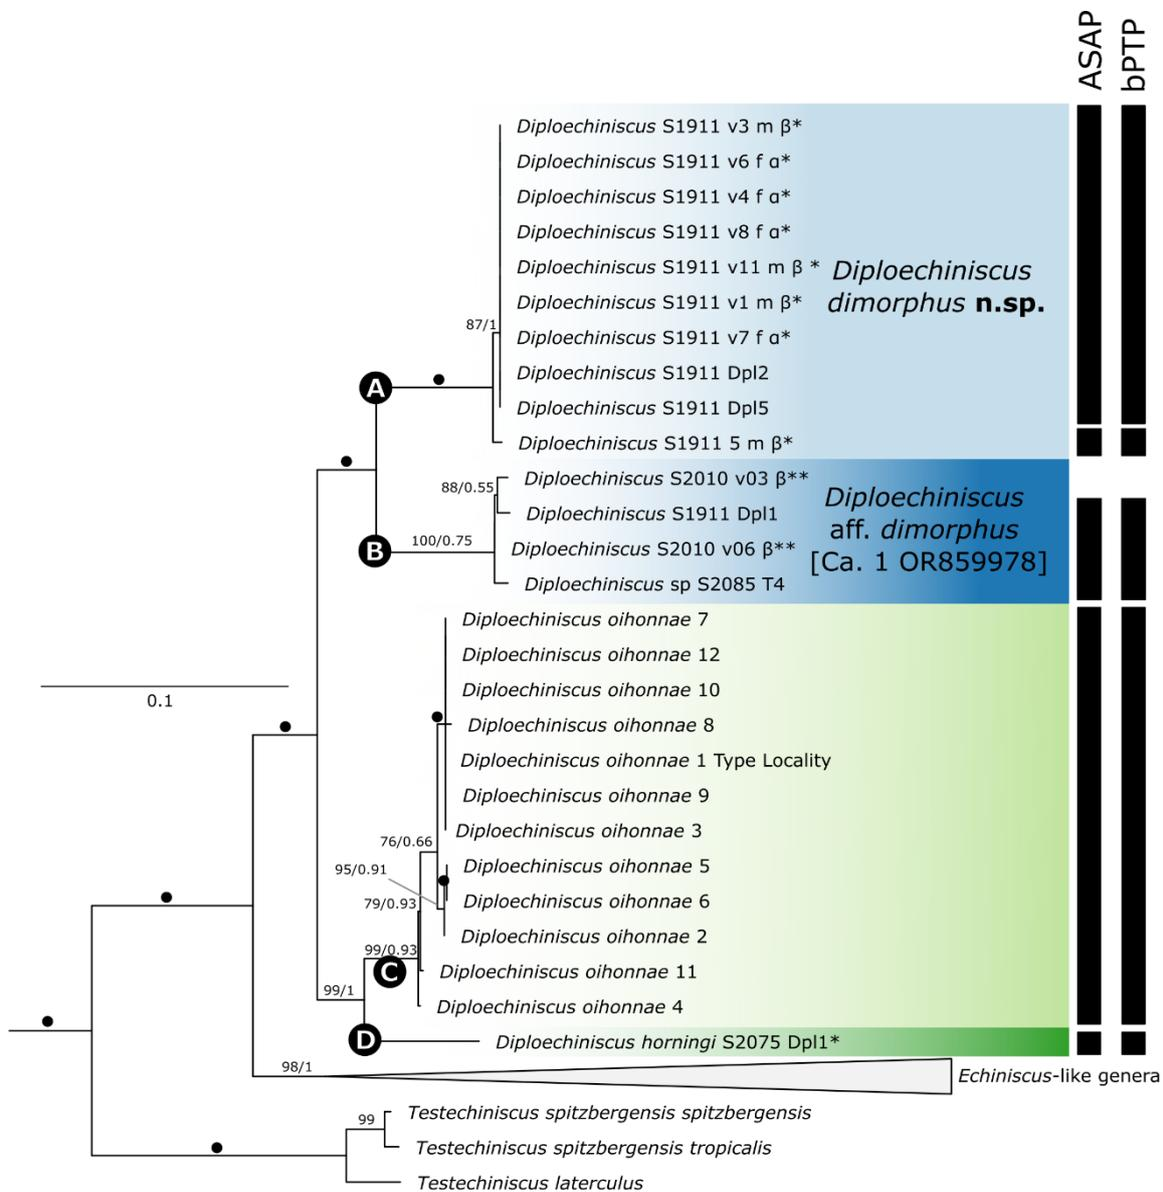 ASAP
bPTP
Diploechiniscus S1911 v3 m β*
Diploechiniscus S1911 v6 f ɑ*
Diploechiniscus S1911 v4 f ɑ*
Diploechiniscus S1911 v8 f ɑ*
Diploechiniscus S1911 v11 m β *
Diploechiniscus
Diploechiniscus S1911 v1 m β*
dimorphus n.sp.
87/1
Diploechiniscus S1911 v7 f ɑ*
Diploechiniscus S1911 Dpl2
A
Diploechiniscus S1911 Dpl5
Diploechiniscus S1911 5 m β*
Diploechiniscus S2010 v03 β**
88/0.55
Diploechiniscus
Diploechiniscus S1911 Dpl1
aff. dimorphus
100/0.75
B
Diploechiniscus S2010 v06 β**
[Ca. 1 OR859978]
Diploechiniscus sp S2085 T4
Diploechiniscus oihonnae 7
Diploechiniscus oihonnae 12
0.1
Diploechiniscus oihonnae 10
Diploechiniscus oihonnae 8
Diploechiniscus oihonnae 1 Type Locality
Diploechiniscus oihonnae 9
Diploechiniscus oihonnae 3
76/0.66
Diploechiniscus oihonnae 5
95/0.91
Diploechiniscus oihonnae 6
79/0.93
Diploechiniscus oihonnae 2
99/0.93
C
Diploechiniscus oihonnae 11
99/1
Diploechiniscus oihonnae 4
D
Diploechiniscus horningi S2075 Dpl1*
98/1
Echiniscus-like genera
Testechiniscus spitzbergensis spitzbergensis
99
Testechiniscus spitzbergensis tropicalis
Testechiniscus laterculus